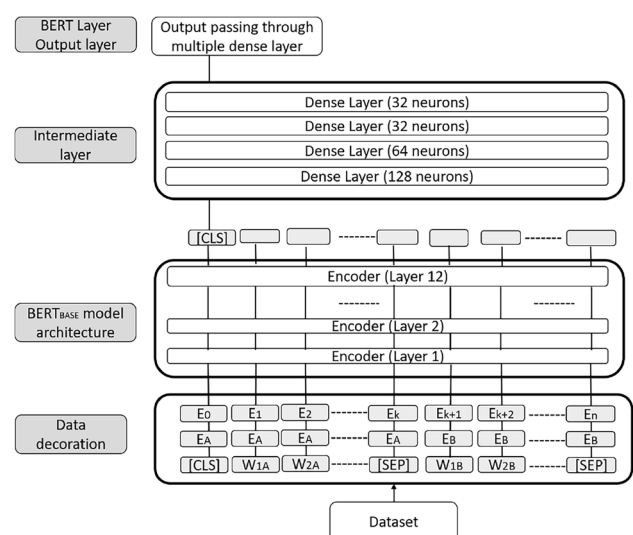 BERT Layer
Output layer
Output passing through
multiple dense layer
Dense Layer (32 neurons)
Dense Layer (32 neurons)
Intermediate
layer
Dense Layer (64 neurons)
Dense Layer (128 neurons)
[CLS]
Encoder (Layer 12)
BERTBASE model
architecture
Encoder (Layer 2)
Encoder (Layer 1)
Data
decoration
E0 E1 E2 Ek Ek+1 Ek+2 En
EA EA EA EA EB EB EB
[CLS] W1A W2A [SEP] W1B W2B [SEP]
Dataset